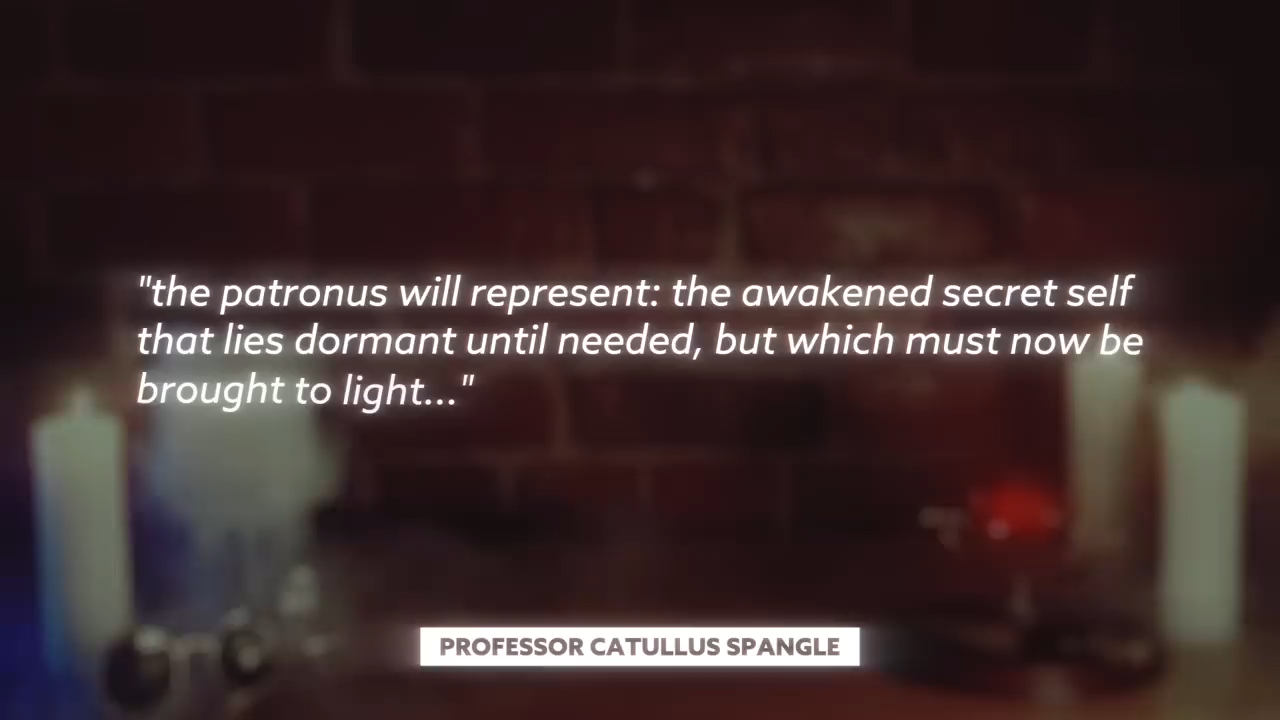 "the patronus will represent: the awakened secret self
that lies dormant until needed, but which must now be
brought to light..."
PROFESSOR CATULLUS SPANGLE